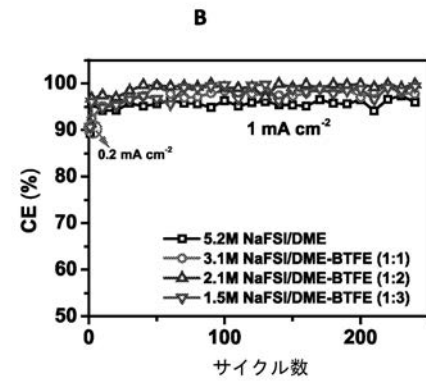 B
CE (%)
100
90
80
70
60
50
0.2 mA cm⁻²
1 mA cm⁻²
5.2M NaFSI/DME
3.1M NaFSI/DME-BTFE (1:1)
2.1M NaFSI/DME-BTFE (1:2)
1.5M NaFSI/DME-BTFE (1:3)
0 100 200
サイクル数